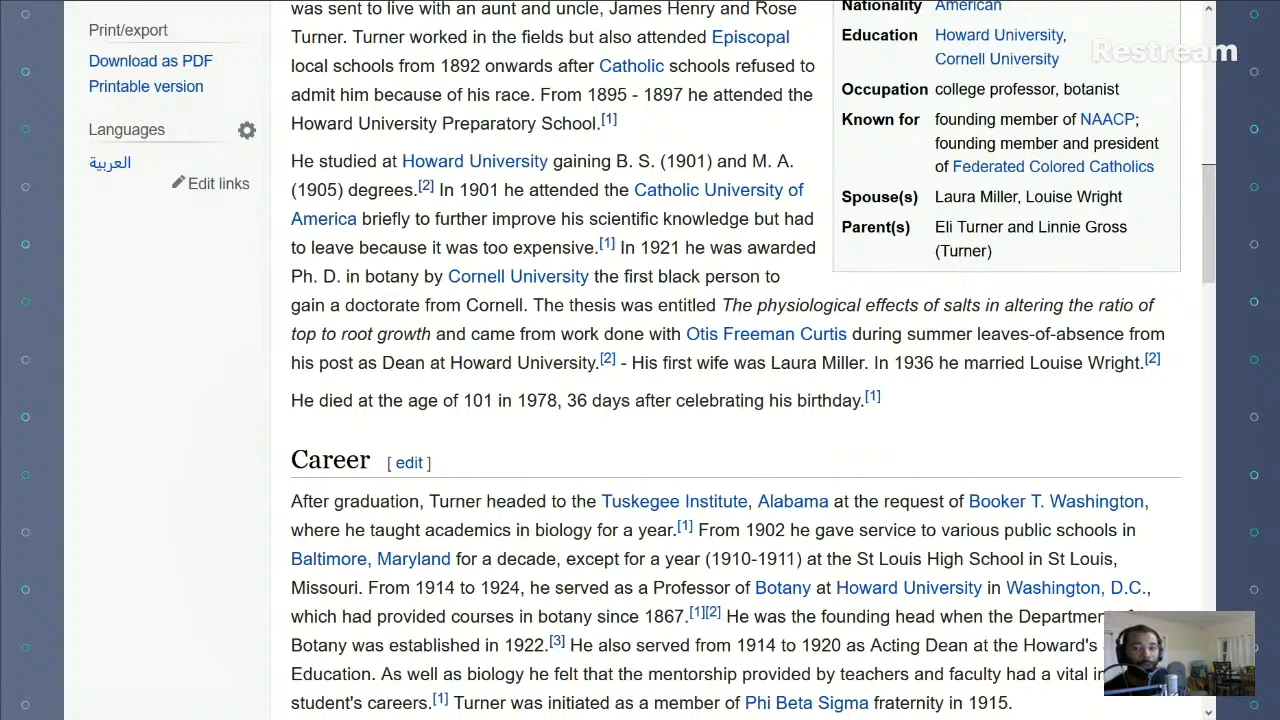 Print/export
Download as PDF
Printable version
Languages
العربية
Edit links
was sent to live with an aunt and uncle, James Henry and Rose
Turner. Turner worked in the fields but also attended Episcopal
local schools from 1892 onwards after Catholic schools refused to
admit him because of his race. From 1895 - 1897 he attended the
Howard University Preparatory School.[1]
He studied at Howard University gaining B. S. (1901) and M. A.
(1905) degrees.[2] In 1901 he attended the Catholic University of
America briefly to further improve his scientific knowledge but had
to leave because it was too expensive.[1] In 1921 he was awarded
Ph. D. in botany by Cornell University the first black person to
gain a doctorate from Cornell. The thesis was entitled The physiological effects of salts in altering the ratio of
top to root growth and came from work done with Otis Freeman Curtis during summer leaves-of-absence from
his post as Dean at Howard University.[2] - His first wife was Laura Miller. In 1936 he married Louise Wright.[2]
He died at the age of 101 in 1978, 36 days after celebrating his birthday.[1]
Nationality American
Education Howard University,
Cornell University
Occupation college professor, botanist
Known for founding member of NAACP;
founding member and president
of Federated Colored Catholics
Spouse(s) Laura Miller, Louise Wright
Parent(s) Eli Turner and Linnie Gross
(Turner)
Restream
Career [ edit ]
After graduation, Turner headed to the Tuskegee Institute, Alabama at the request of Booker T. Washington,
where he taught academics in biology for a year.[1] From 1902 he gave service to various public schools in
Baltimore, Maryland for a decade, except for a year (1910-1911) at the St Louis High School in St Louis,
Missouri. From 1914 to 1924, he served as a Professor of Botany at Howard University in Washington, D.C.,
which had provided courses in botany since 1867.[1][2] He was the founding head when the Department
Botany was established in 1922.[3] He also served from 1914 to 1920 as Acting Dean at the Howard's
Education. As well as biology he felt that the mentorship provided by teachers and faculty had a vital
student's careers.[1] Turner was initiated as a member of Phi Beta Sigma fraternity in 1915.